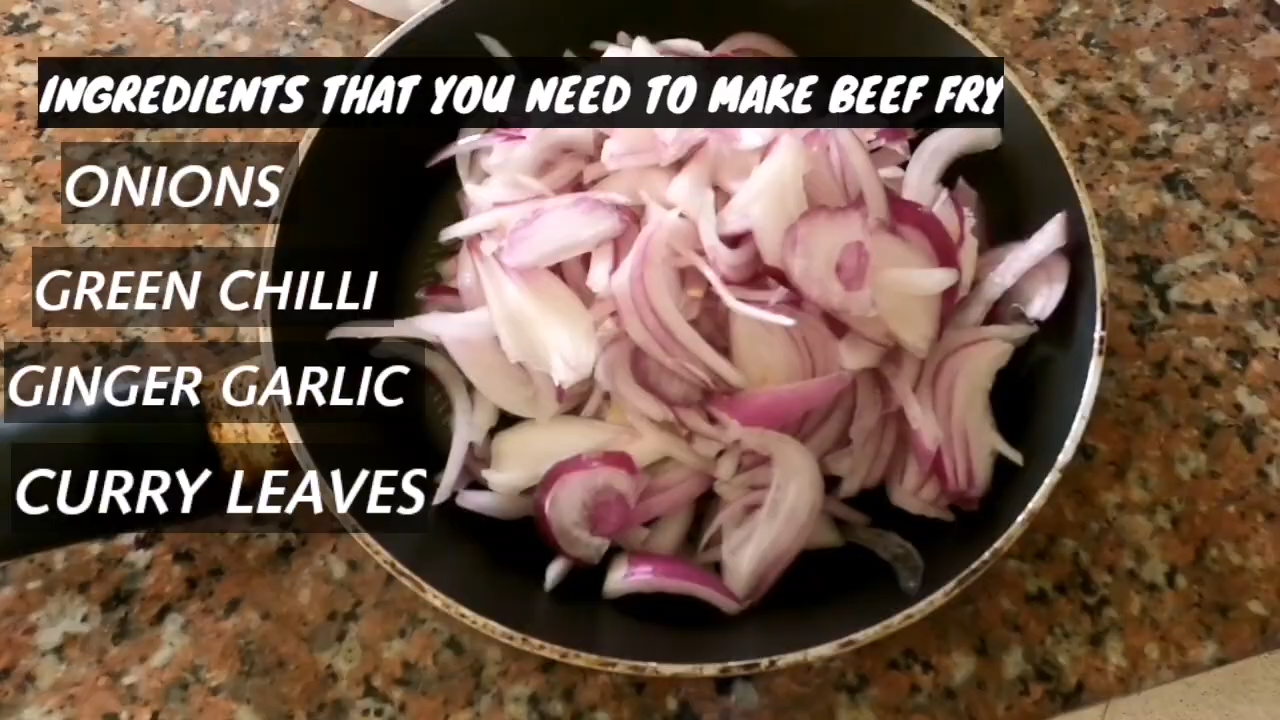 INGREDIENTS THAT YOU NEED TO MAKE BEEF FRY
ONIONS
GREEN CHILLI
GINGER GARLIC
CURRY LEAVES